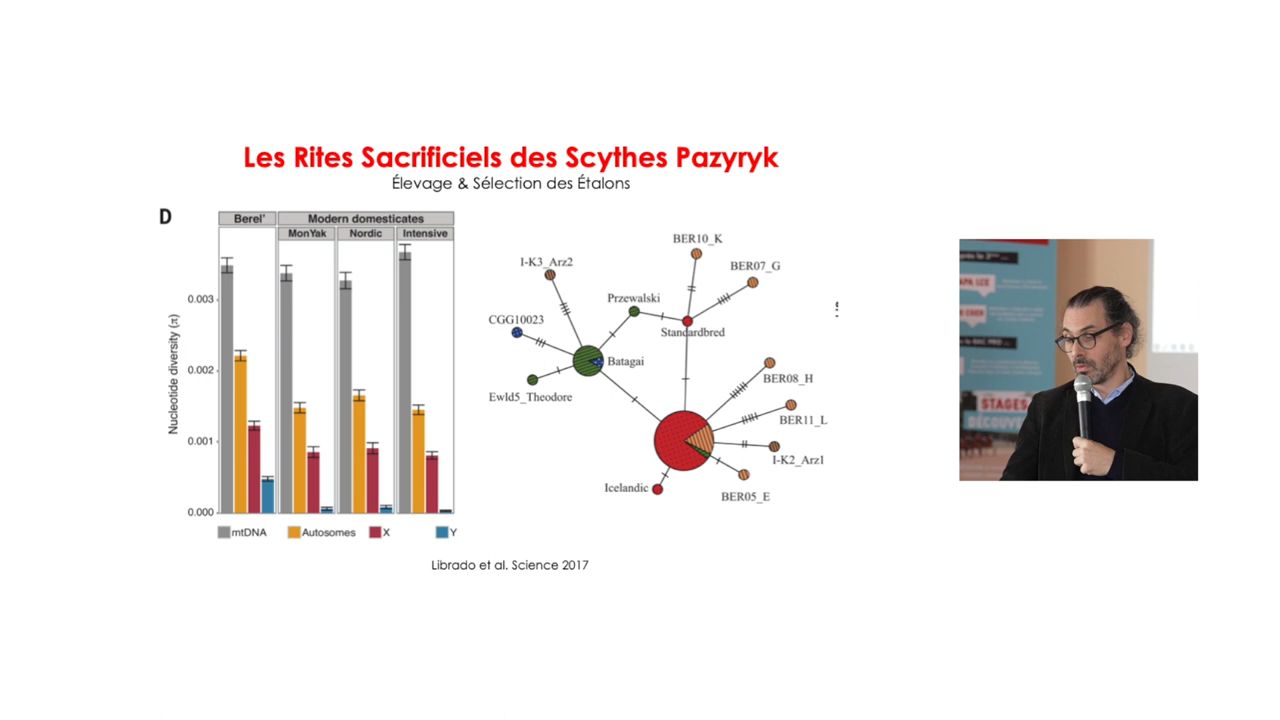 Les Rites Sacrificiels des Scythes Pazyryk
Élevage & Sélection des Étalons
D
Berel'
Modern domesticates
MonYak
Nordic
Intensive
Nucleotide diversity (π)
0.003
0.002
0.001
0.000
mtDNA
Autosomes
X
Y
BER10_K
I-K3_Arz2
BER07_G
Przewalski
CGG10023
Standardbred
Batagai
BER08_H
Ewld5_Theodore
BER11_L
I-K2_Arz1
Icelandic
BER05_E
Librado et al. Science 2017
STAGES
DÉCOUVERTE